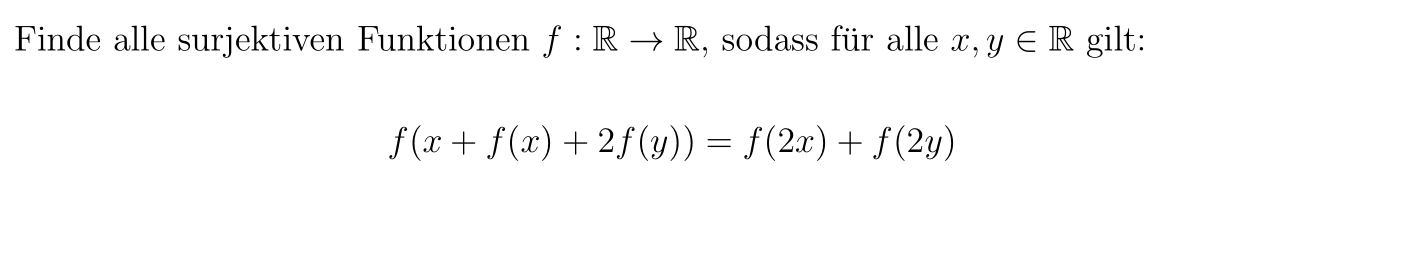 Finde alle surjektiven Funktionen f : ℝ → ℝ, sodass für alle x, y ∈ ℝ gilt:
f(x + f(x) + 2f(y)) = f(2x) + f(2y)